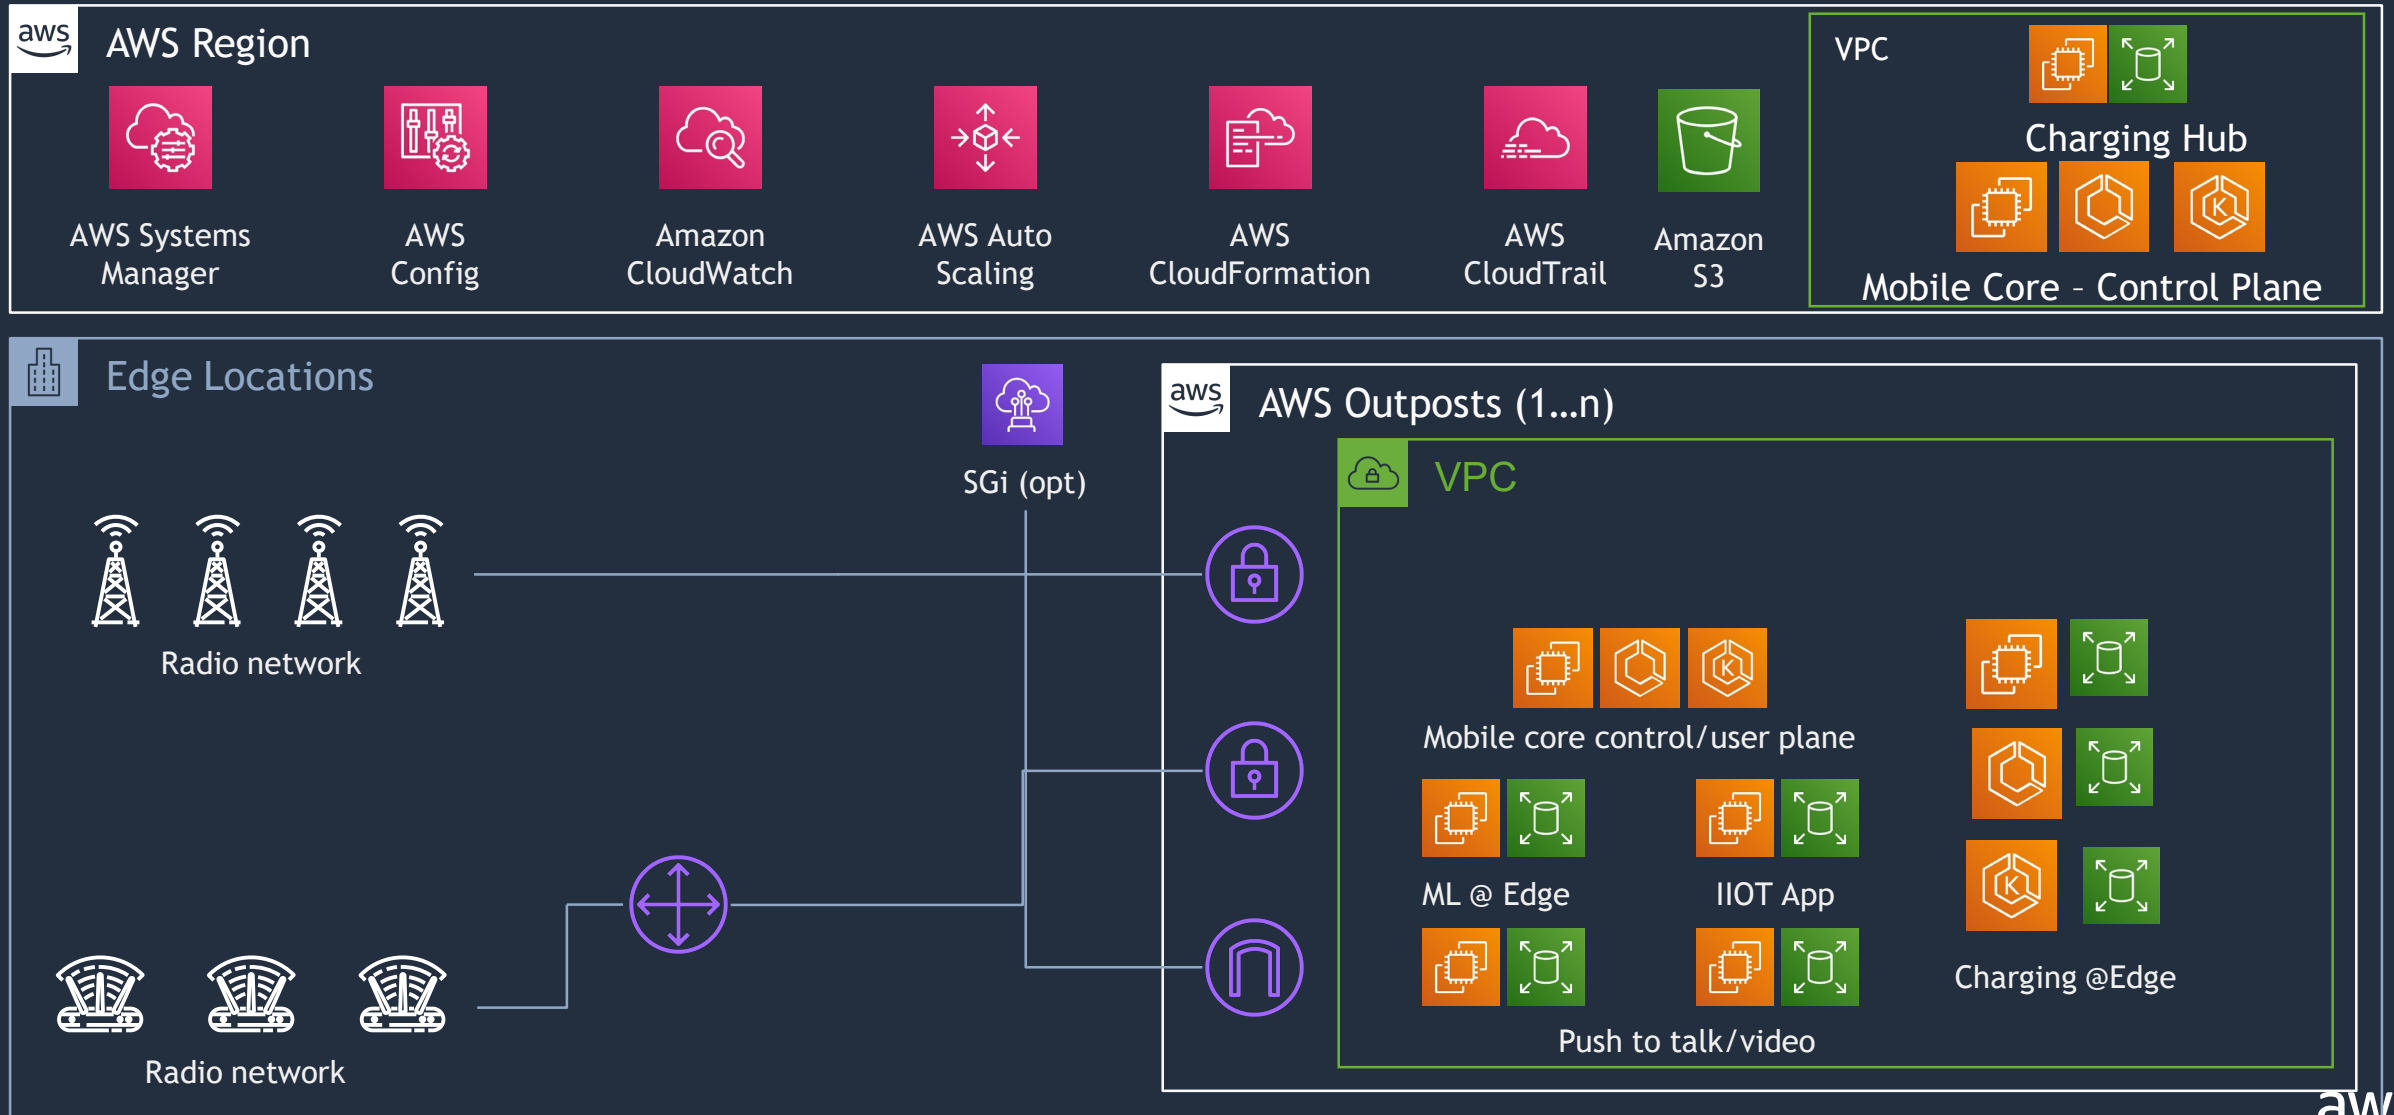 aws
AWS Region
AWS Systems
Manager
AWS
Config
Amazon
CloudWatch
AWS Auto
Scaling
AWS
CloudFormation
AWS
CloudTrail
Amazon
S3
VPC
Charging Hub
K
Mobile Core – Control Plane
Edge Locations
SGi (opt)
aws
AWS Outposts (1…n)
VPC
Radio network
K
Mobile core control/user plane
ML @ Edge
IIOT App
K
Charging @Edge
Push to talk/video
Radio network
aw